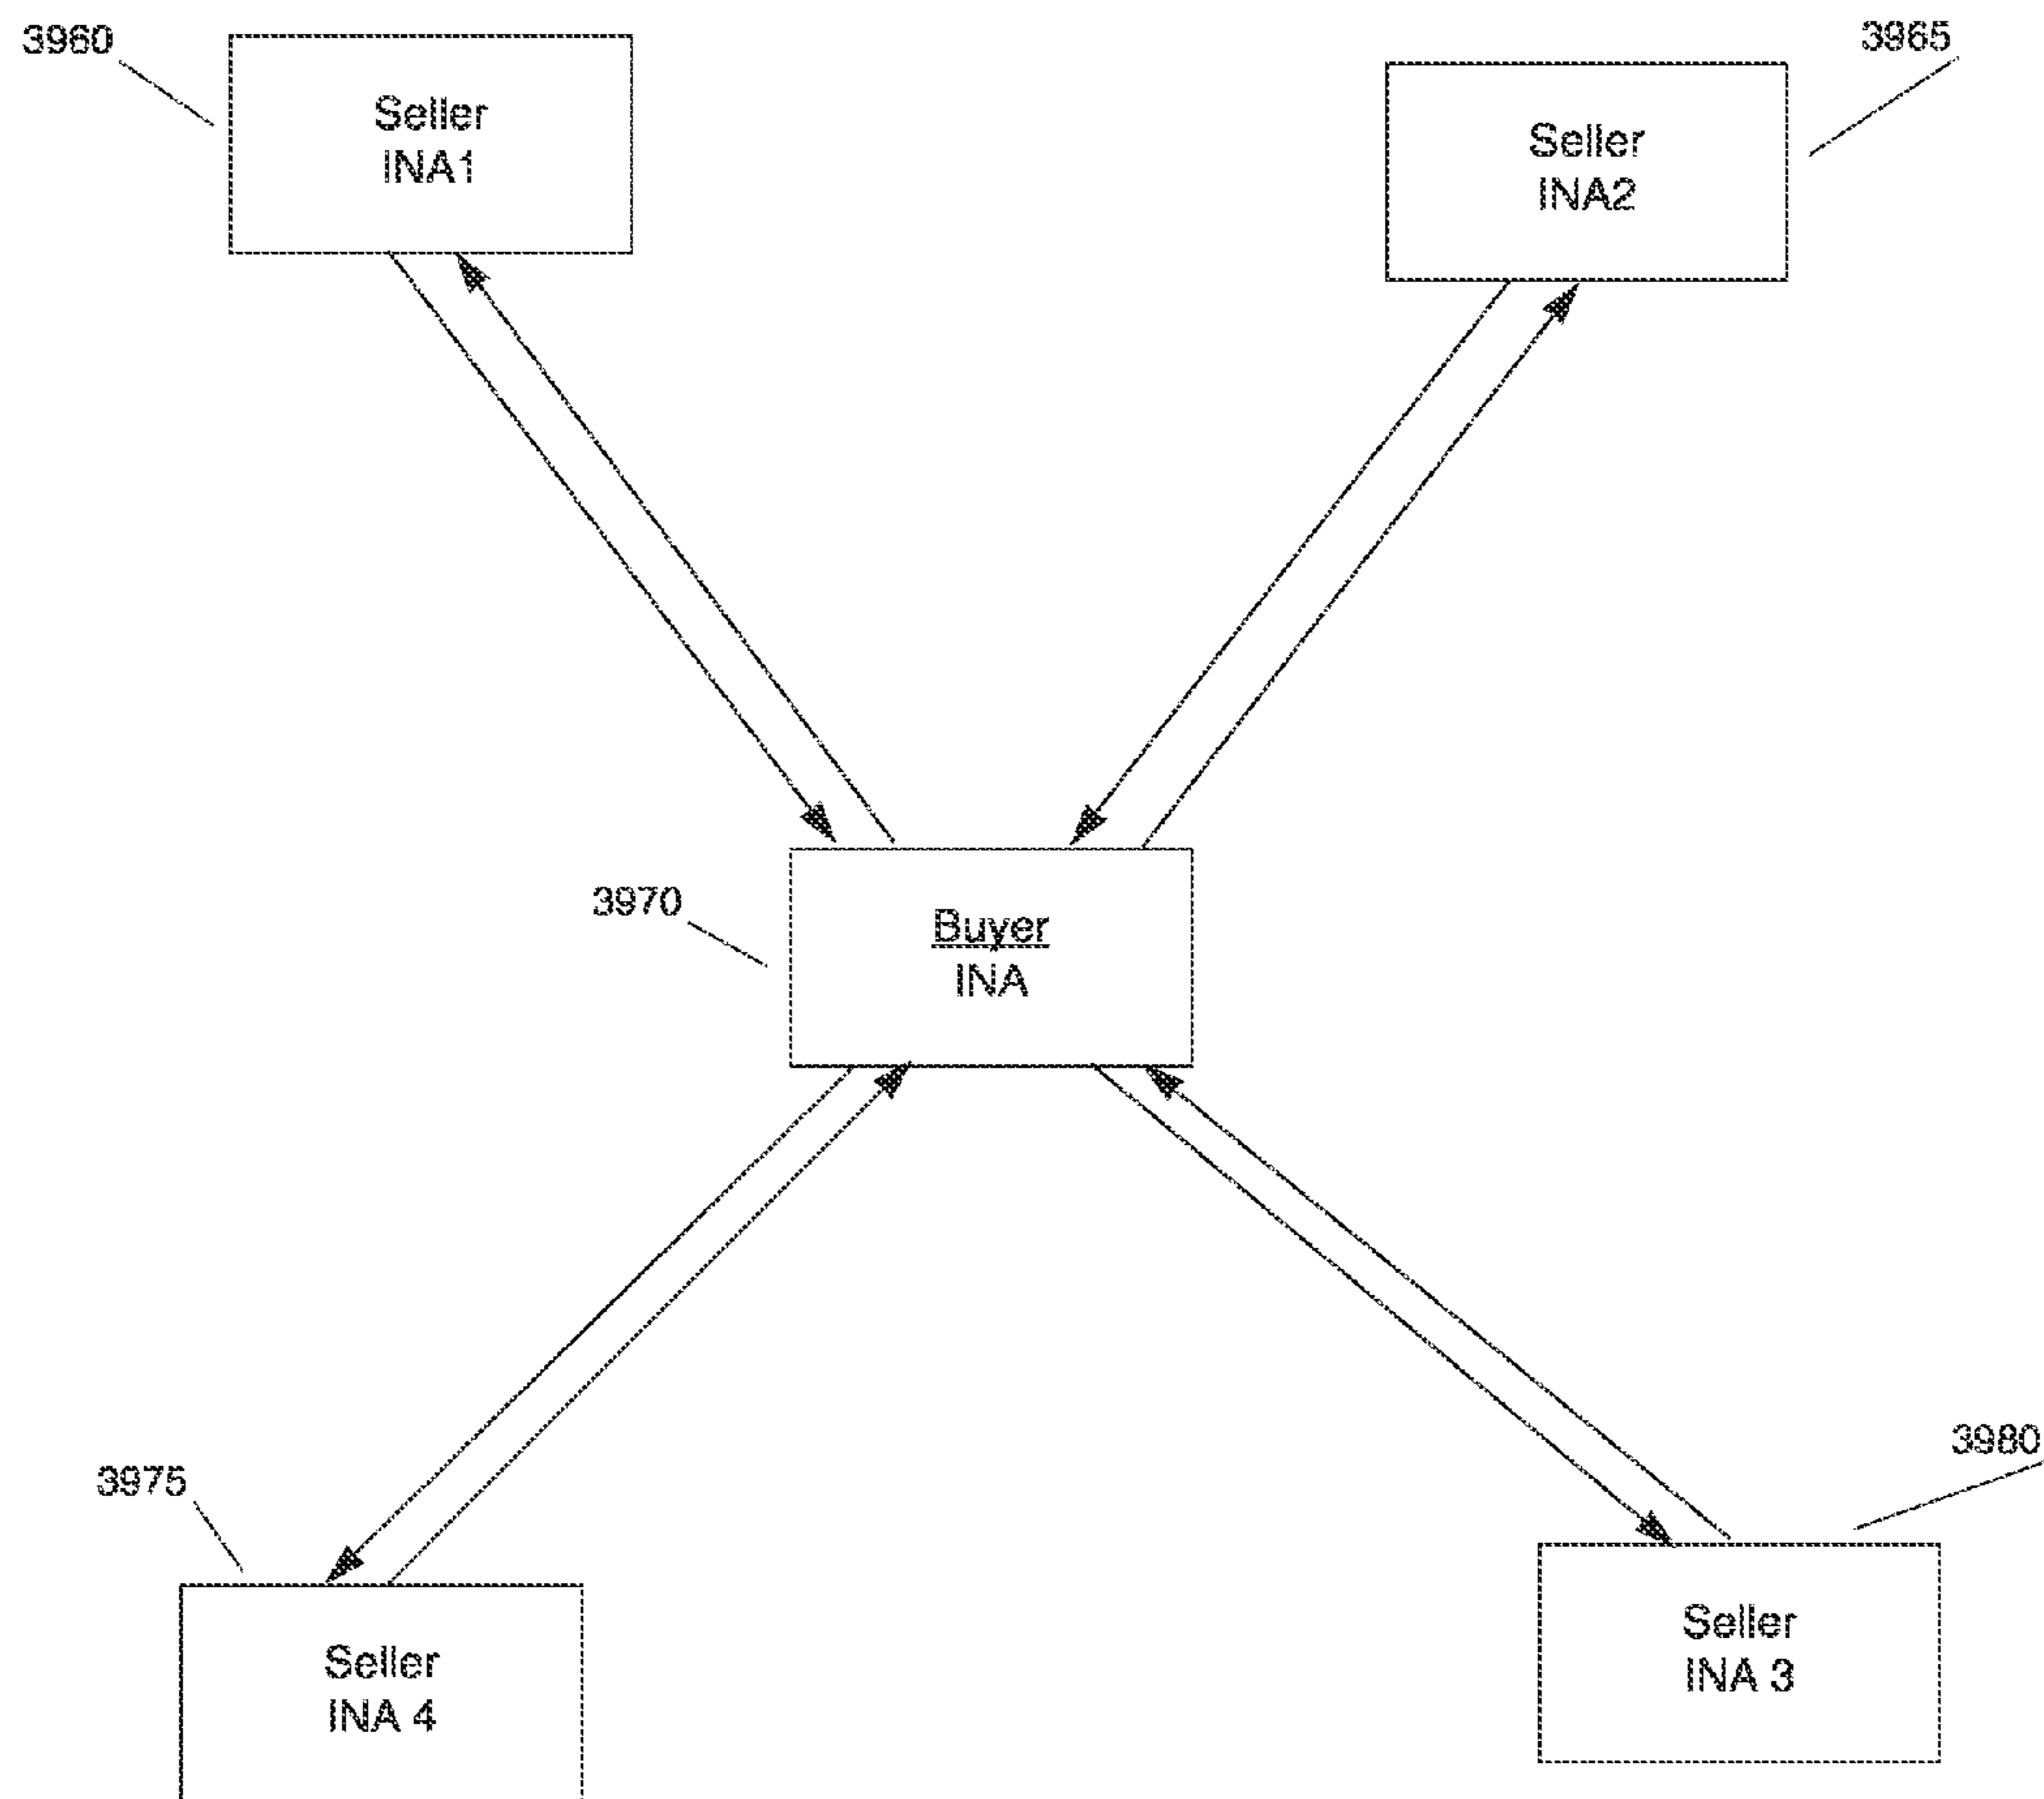 3960
Seller
INA1
3965
Seller
INA2
3970
Buyer
INA
3975
Seller
INA 4
3980
Seller
INA 3